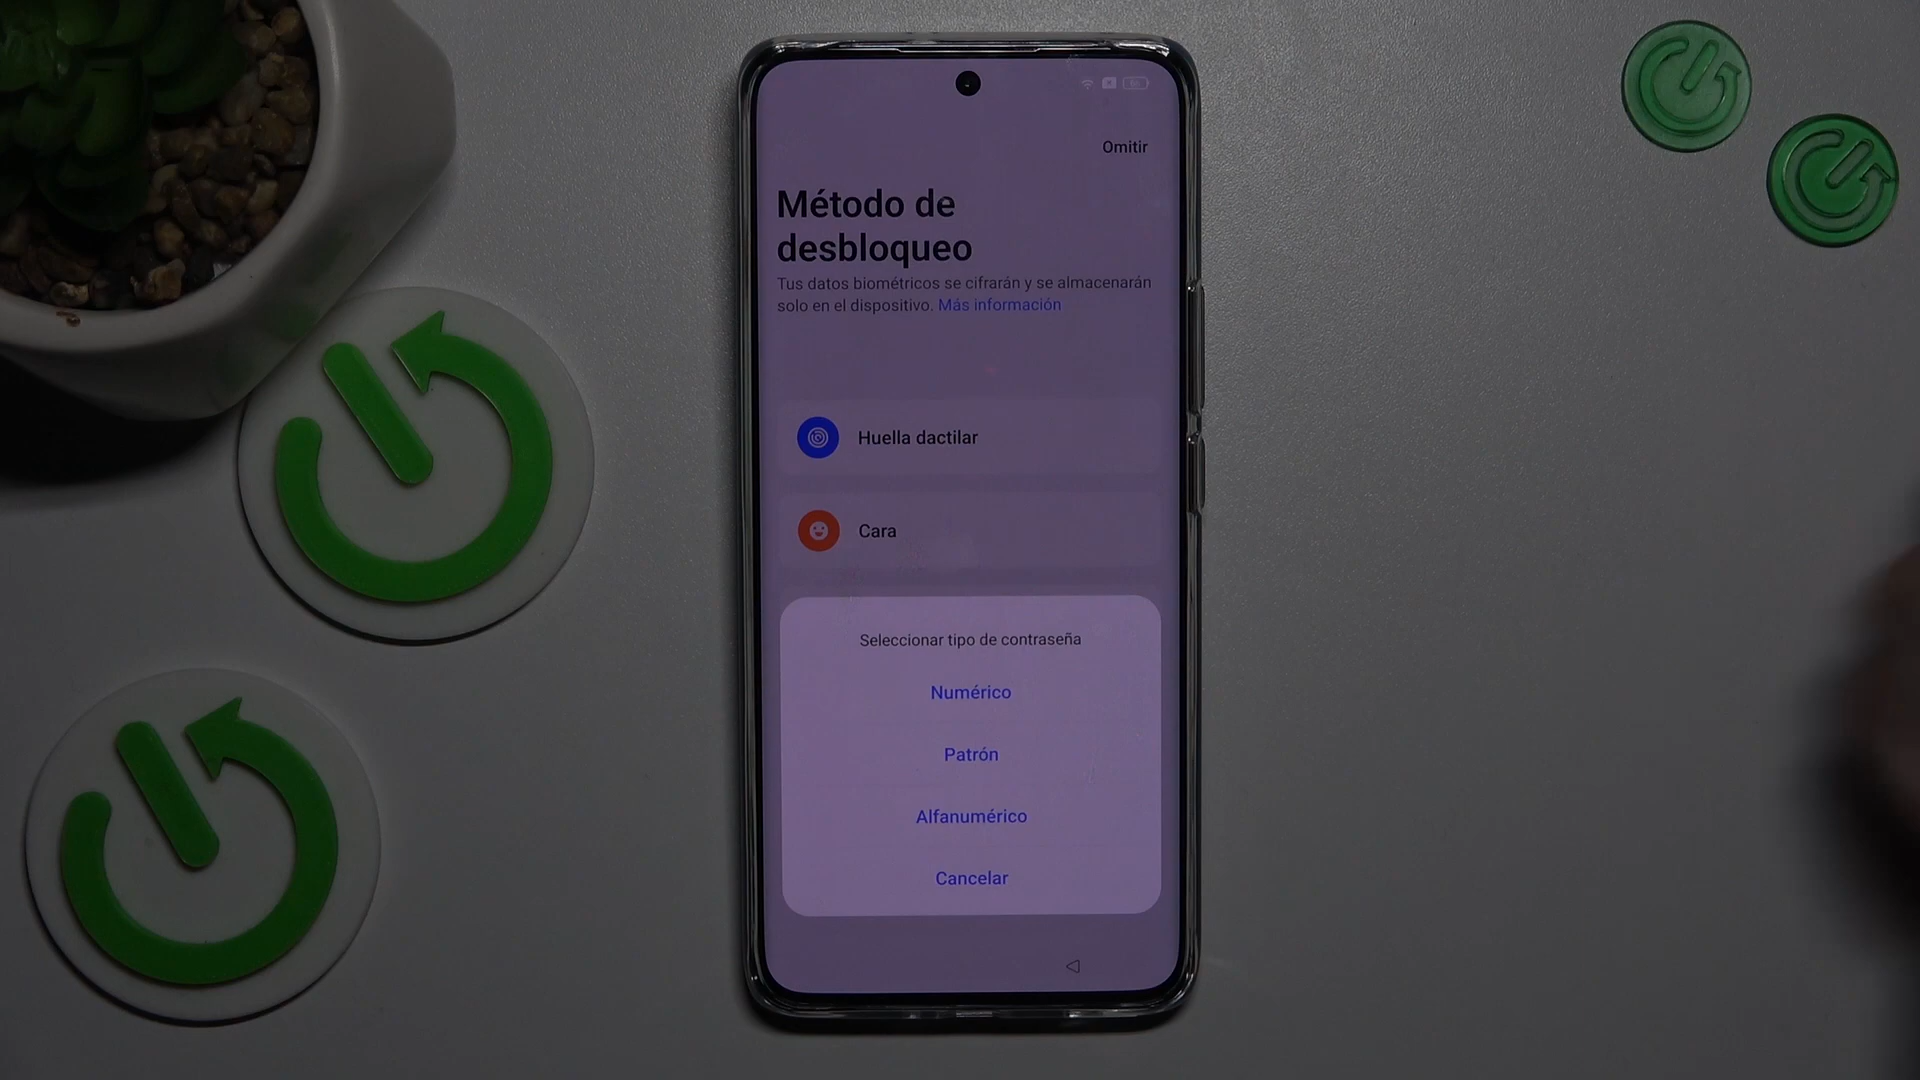 Omitir
Método de
desbloqueo
Tus datos biométricos se cifrarán y se almacenarán
solo en el dispositivo. Más información
Huella dactilar
Cara
Seleccionar tipo de contraseña
Numérico
Patrón
Alfanumérico
Cancelar